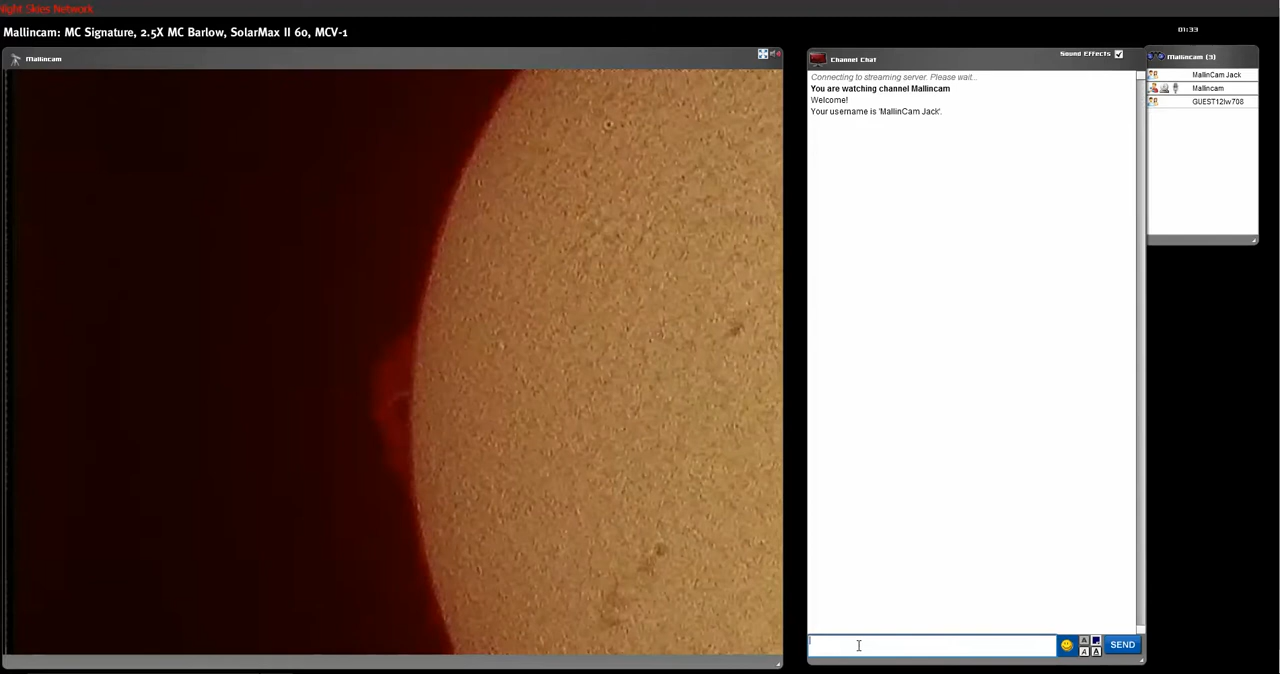 Night Skies Network
Mallincam: MC Signature, 2.5X MC Barlow, SolarMax II 60, MCV-1
01:33
Mallincam
Channel Chat
Sound Effects
Connecting to streaming server. Please wait...
You are watching channel Mallincam
Welcome!
Your username is 'MallinCam Jack'.
A
A A
SEND
Mallincam (3)
MallinCam Jack
Mallincam
GUEST12lw708